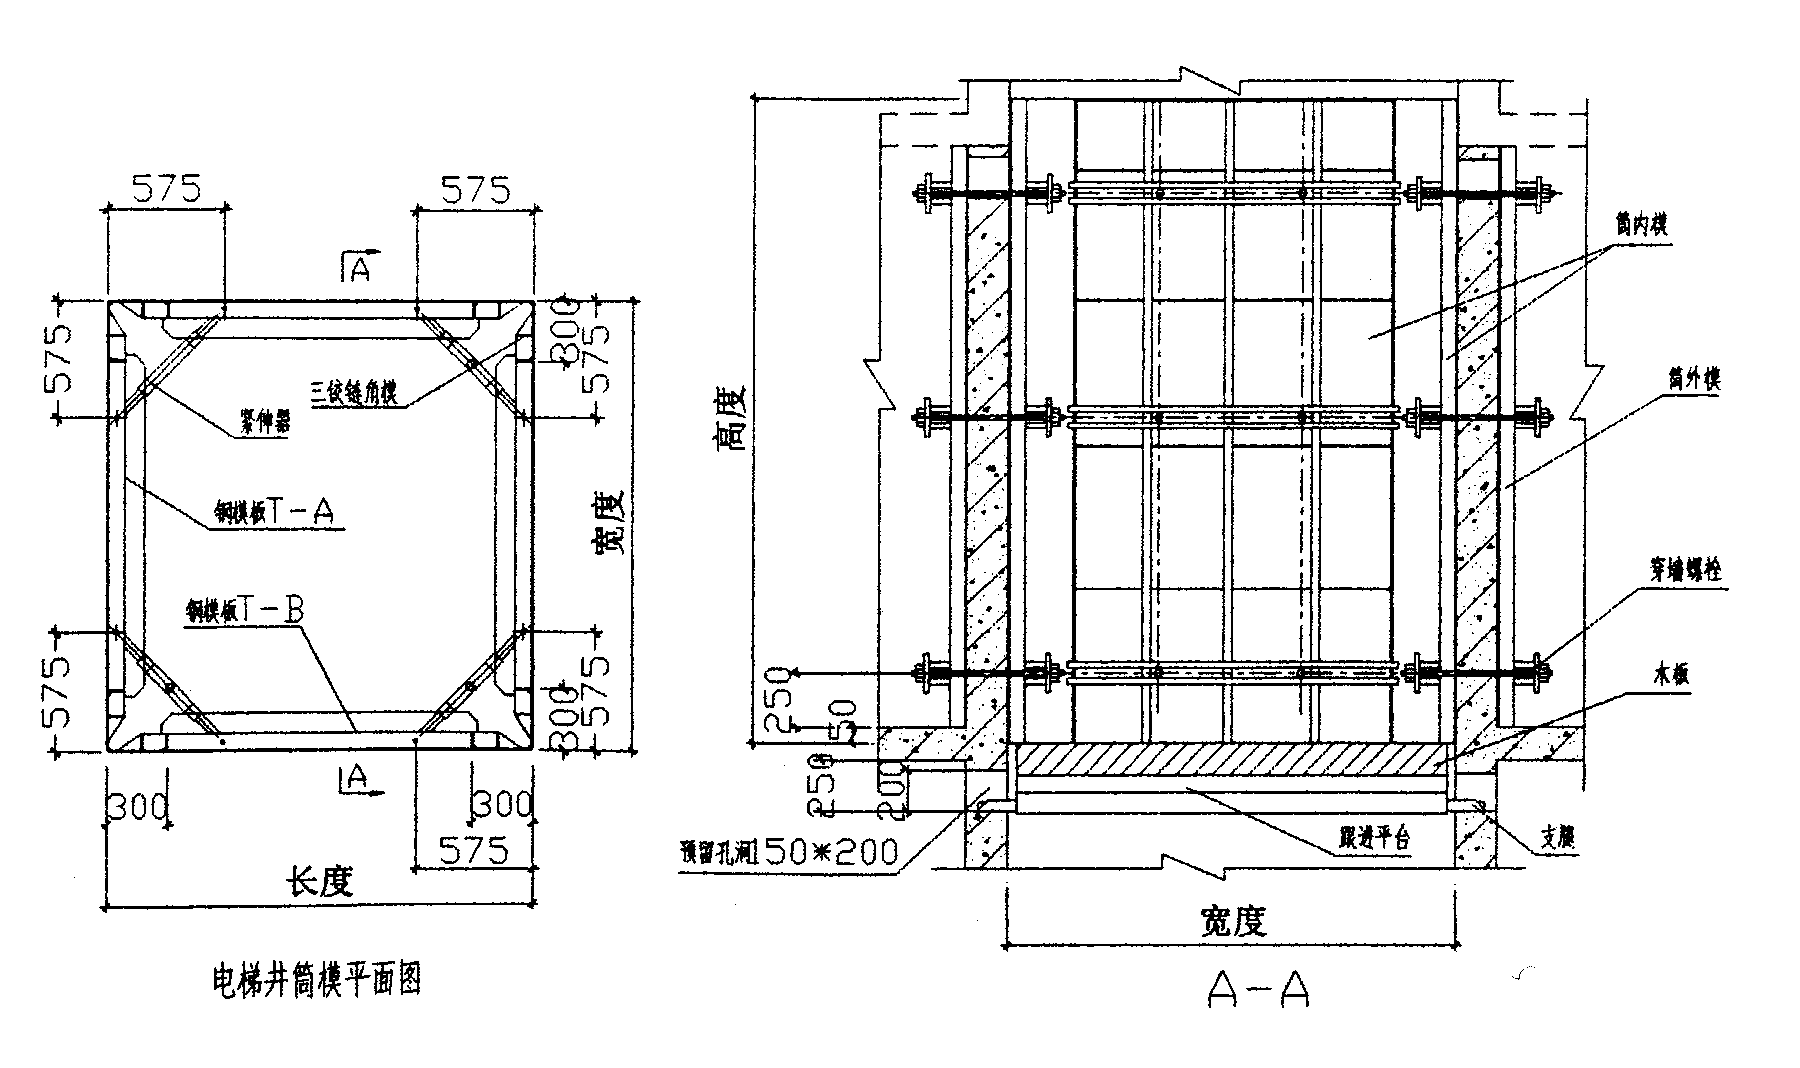 575
575
A
575
300
575
三铰链角模
紧伸器
钢模板T-A
宽度
钢模板T-B
575
300
575
A
300
300
575
长度
电梯井筒模平面图
高度
筒内模
筒外模
穿墙螺栓
木板
250
50
250
200
预留孔洞150*200
跟进平台
支腿
宽度
A-A